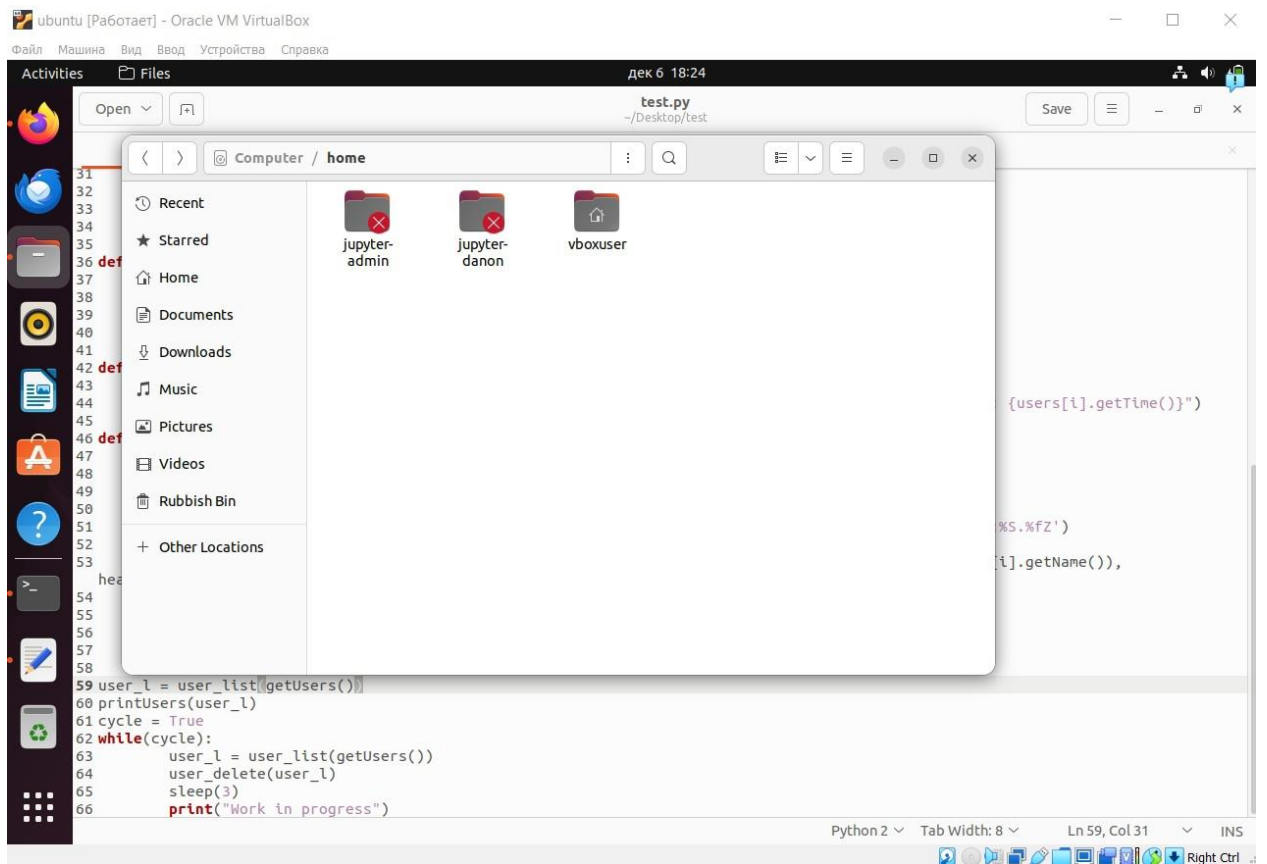 ubuntu [Работает] - Oracle VM VirtualBox
Файл Машина Вид Ввод Устройства Справка
Activities Files дек 6 18:24
Open test.py Save
~/Desktop/test
Computer / home
31
32
33
34
35
36 def
37
38
39
40
41
42 def
43
44 {users[i].getTime()}")
45
46 def
47
48
49
50
51 %S.%fZ')
52
53 [i].getName()),
hea
54
55
56
57
58
Recent
Starred
Home
Documents
Downloads
Music
Pictures
Videos
Rubbish Bin
+ Other Locations
jupyter-admin
jupyter-danon
vboxuser
59 user_l = user_list(getUsers())
60 printUsers(user_l)
61 cycle = True
62 while(cycle):
63 user_l = user_list(getUsers())
64 user_delete(user_l)
65 sleep(3)
66 print("Work in progress")
Python 2 Tab Width: 8 Ln 59, Col 31 INS
Right Ctrl